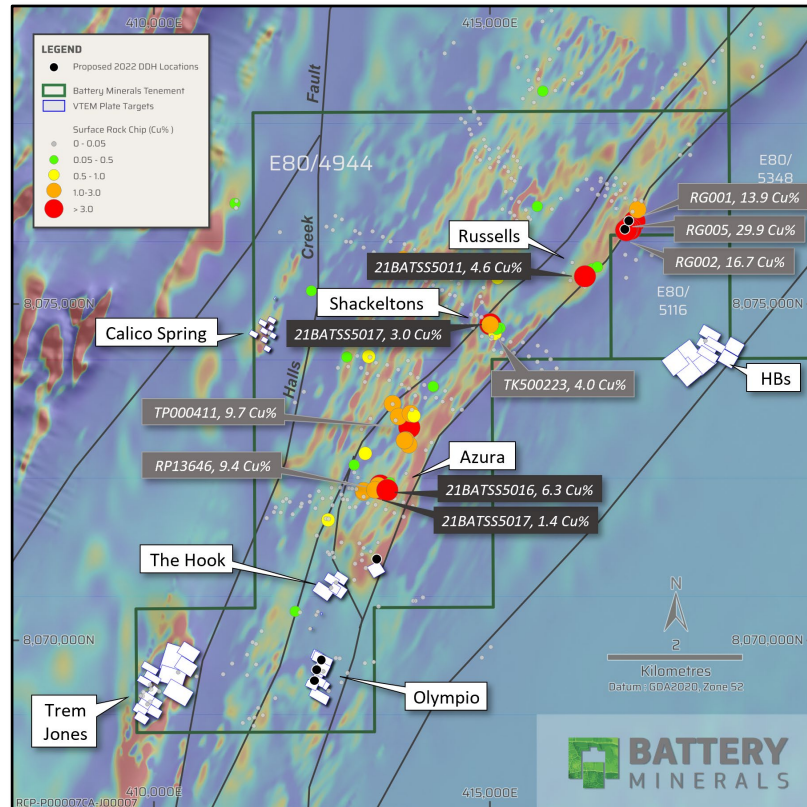 410,000E
415,000E
LEGEND
Proposed 2022 DDH Locations
Battery Minerals Tenement
VTEM Plate Targets
Surface Rock Chip (Cu% )
0 - 0.05
0.05 - 0.5
0.5 - 1.0
1.0-3.0
> 3.0
Fault
E80/4944
E80/
5348
RG001, 13.9 Cu%
RG005, 29.9 Cu%
RG002, 16.7 Cu%
Russells
Creek
21BATSS5011, 4.6 Cu%
E80/
5116
8,075,000N
8,075,000N
Shackeltons
Calico Spring
21BATSS5017, 3.0 Cu%
Halls
TK500223, 4.0 Cu%
HBs
TP000411, 9.7 Cu%
Azura
RP13646, 9.4 Cu%
21BATSS5016, 6.3 Cu%
21BATSS5017, 1.4 Cu%
The Hook
N
8,070,000N
8,070,000N
2
Kilometres
Datum: GDA2020, Zone 52
Olympio
Trem
Jones
BATTERY
MINERALS
410,000E
415,000E
RCP-P00007CA-J00007